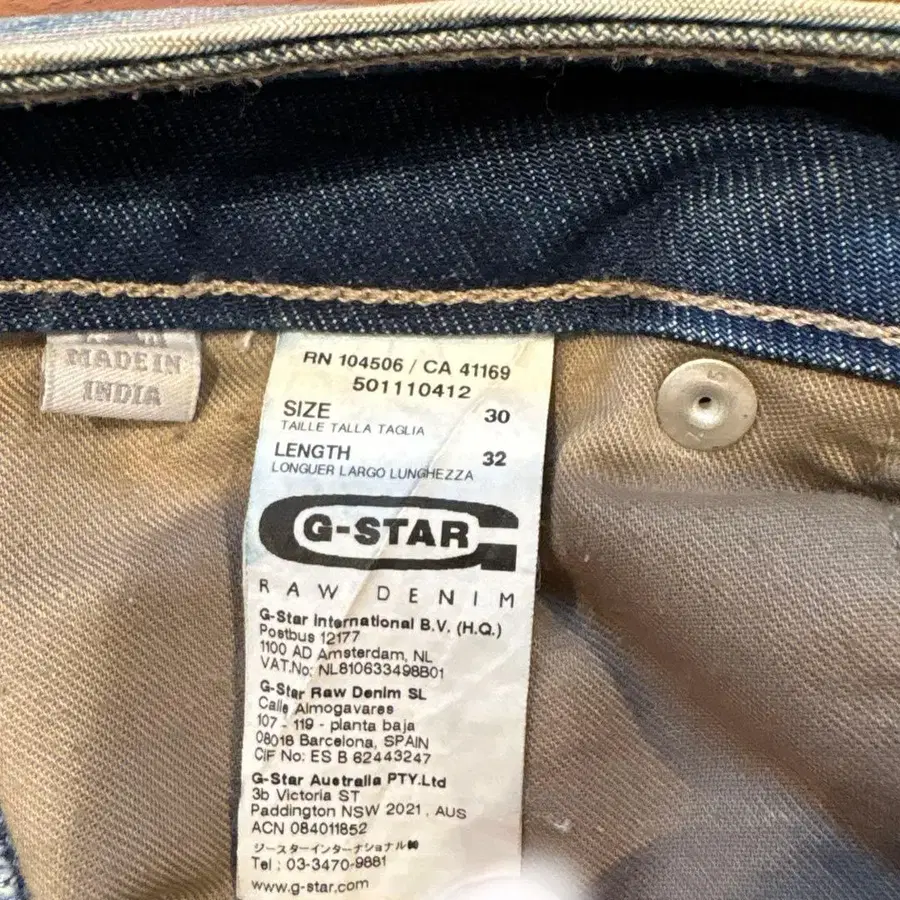 MADE IN
INDIA
RN 104506 / CA 41169
501110412
SIZE 30
TAILLE TALLA TAGLIA
LENGTH 32
LONGUER LARGO LUNGHEZZA
G-STAR
RAW DENIM
G-Star International B.V. (H.Q.)
Postbus 12177
1100 AD Amsterdam, NL
VAT.No: NL810633498B01
G-Star Raw Denim SL
Calle Almogavares
107 - 119 - planta baja
08018 Barcelona, SPAIN
CIF No: ES B 62443247
G-Star Australia PTY.Ltd
3b Victoria ST
Paddington NSW 2021 , AUS
ACN 084011852
ジースターインターナショナル㈱
Tel : 03-3470-9881
www.g-star.com